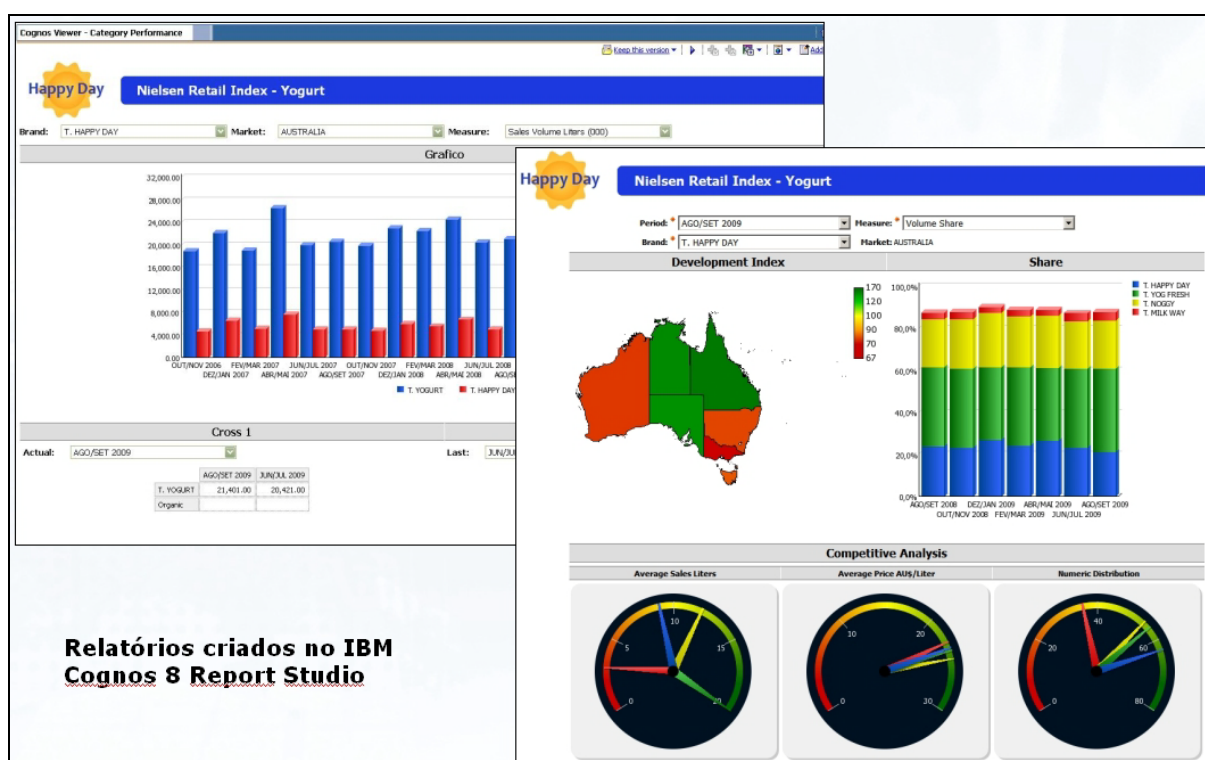 Cognos Viewer - Category Performance
Keep this version
Add
Happy Day
Nielsen Retail Index - Yogurt
Brand: T. HAPPY DAY Market: AUSTRALIA Measure: Sales Volume Liters (000)
Grafico
32,000.00
28,000.00
24,000.00
20,000.00
16,000.00
12,000.00
8,000.00
4,000.00
0.00
OUT/NOV 2006 FEV/MAR 2007 JUN/JUL 2007 OUT/NOV 2007 FEV/MAR 2008 JUN/JUL 2008
DEZ/JAN 2007 ABR/MAI 2007 AGO/SET 2007 DEZ/JAN 2008 ABR/MAI 2008
T. YOGURT T. HAPPY DAY
Cross 1
Actual: AGO/SET 2009 Last:
AGO/SET 2009 JUN/JUL 2009
T. YOGURT 21,401.00 20,421.00
Organic
Happy Day
Nielsen Retail Index - Yogurt
Period: * AGO/SET 2009 Measure: * Volume Share
Brand: * T. HAPPY DAY Market: AUSTRALIA
Development Index
Share
170
120
100
90
70
67
100,0%
80,0%
60,0%
40,0%
20,0%
0,0%
T. HAPPY DAY
T. YOG FRESH
T. NOGGY
T. MILK WAY
AGO/SET 2008 DEZ/JAN 2009 ABR/MAI 2009 AGO/SET 2009
OUT/NOV 2008 FEV/MAR 2009 JUN/JUL 2009
Competitive Analysis
Average Sales Liters Average Price AU$/Liter Numeric Distribution
0 5 10 15 20
0 10 20 30
0 20 40 60 80
Relatórios criados no IBM
Cognos 8 Report Studio